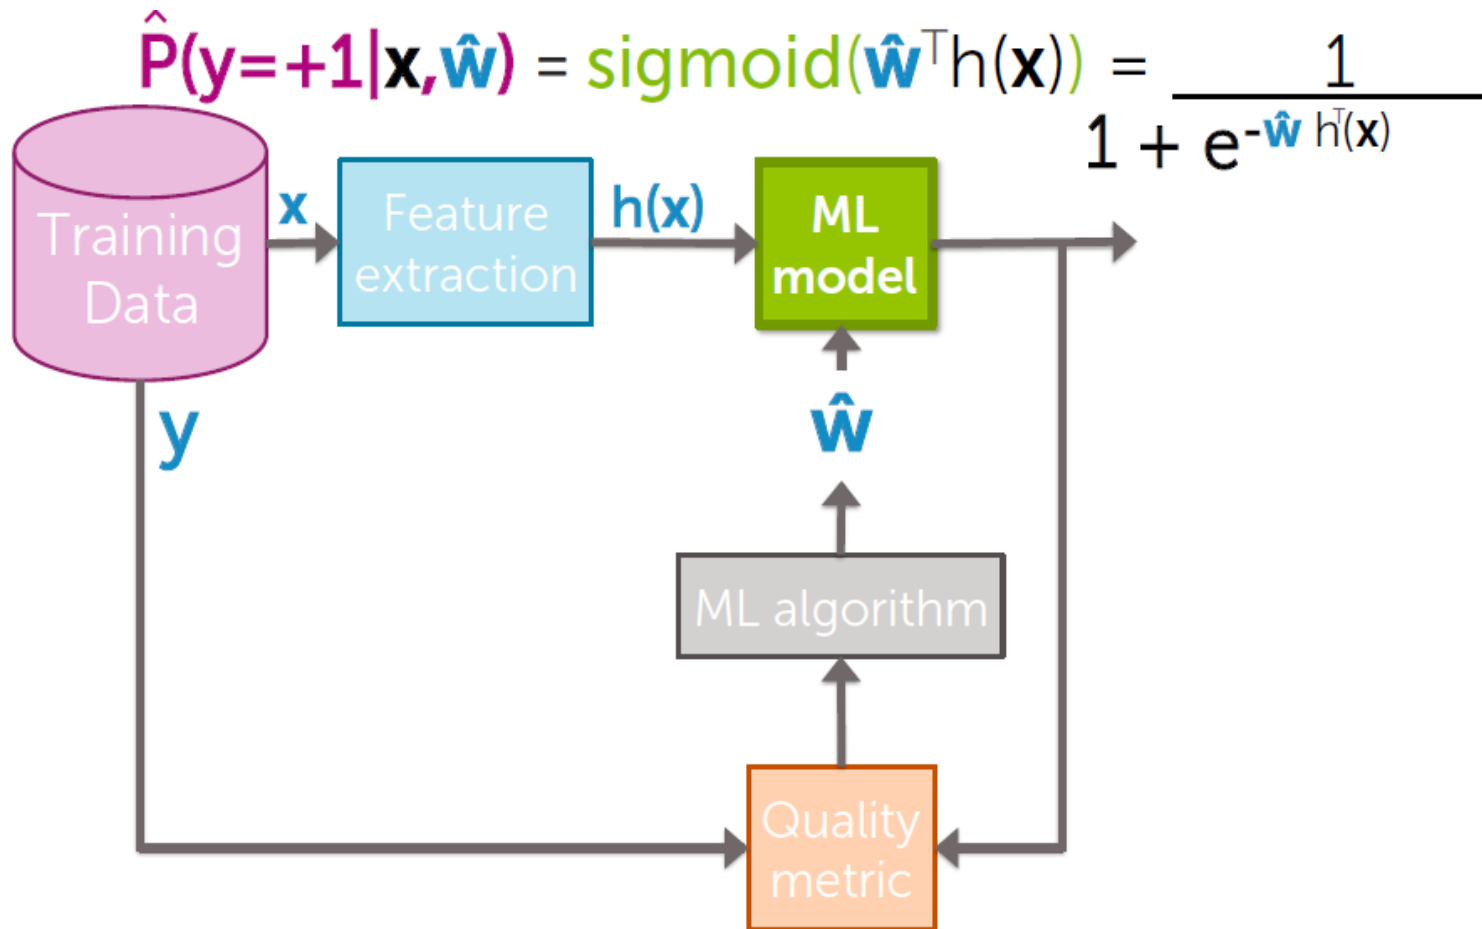 P̂(y=+1|x,ŵ) = sigmoid(ŵᵀh(x)) = 1
1 + e^-ŵ hᵀ(x)
Training
Data
x
Feature
extraction
h(x)
ML
model
y
ŵ
ML algorithm
Quality
metric